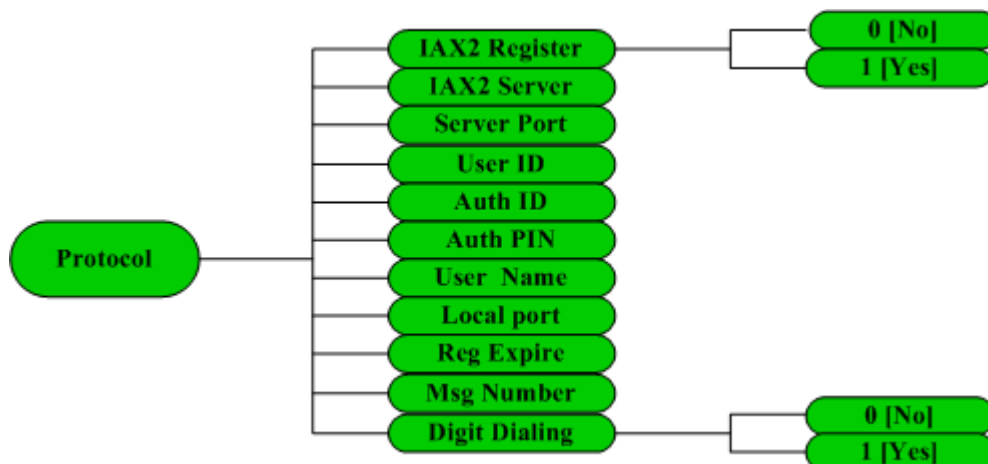 Protocol
IAX2 Register
IAX2 Server
Server Port
User ID
Auth ID
Auth PIN
User Name
Local port
Reg Expire
Msg Number
Digit Dialing
0 [No]
1 [Yes]
0 [No]
1 [Yes]